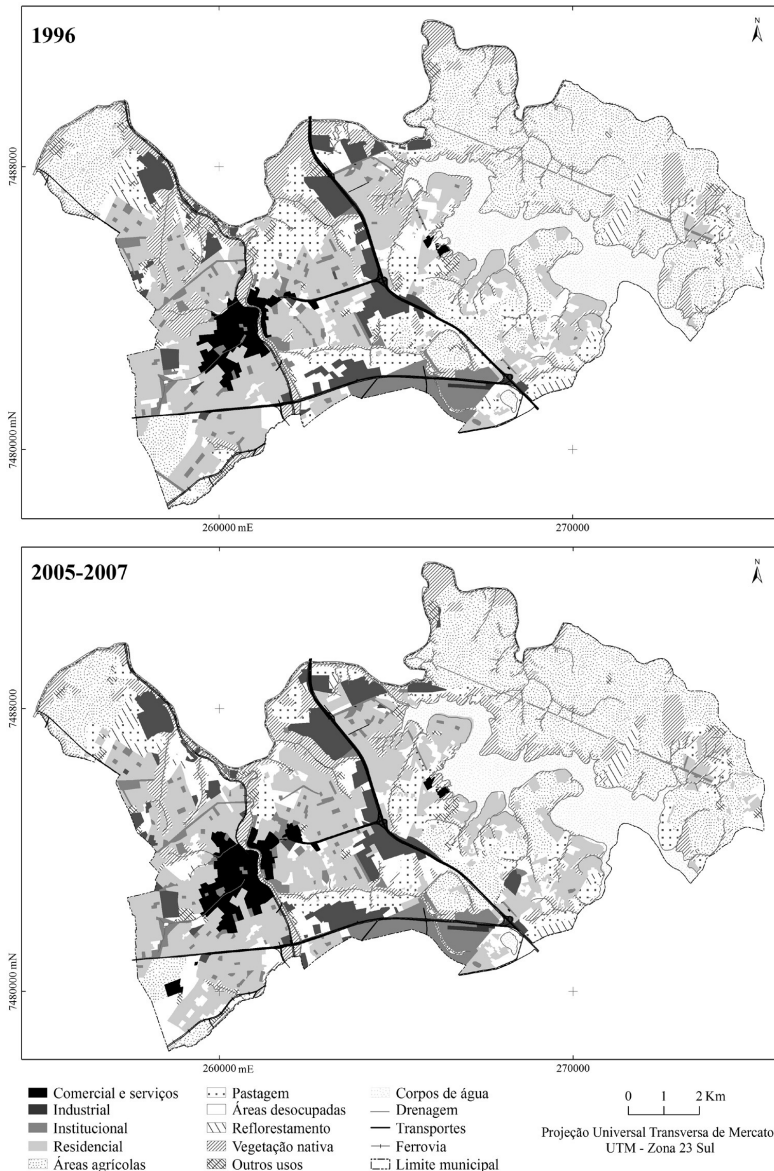 1996
N
7488000
7480000 mN
260000 mE
270000
2005-2007
N
7488000
7480000 mN
260000 mE
270000
Comercial e serviços
Industrial
Institucional
Residencial
Áreas agrícolas
Pastagem
Áreas desocupadas
Reflorestamento
Vegetação nativa
Outros usos
Corpos de água
Drenagem
Transportes
Ferrovia
Limite municipal
0 1 2 Km
Projeção Universal Transversa de Mercato
UTM - Zona 23 Sul